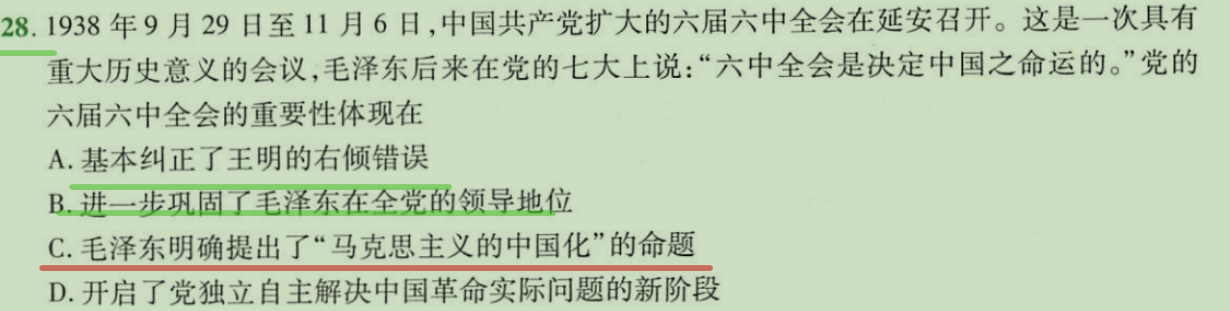 28. 1938 年 9 月 29 日至 11 月 6 日,中国共产党扩大的六届六中全会在延安召开。这是一次具有
重大历史意义的会议,毛泽东后来在党的七大上说:“六中全会是决定中国之命运的。”党的
六届六中全会的重要性体现在
A. 基本纠正了王明的右倾错误
B. 进一步巩固了毛泽东在全党的领导地位
C. 毛泽东明确提出了“马克思主义的中国化”的命题
D. 开启了党独立自主解决中国革命实际问题的新阶段